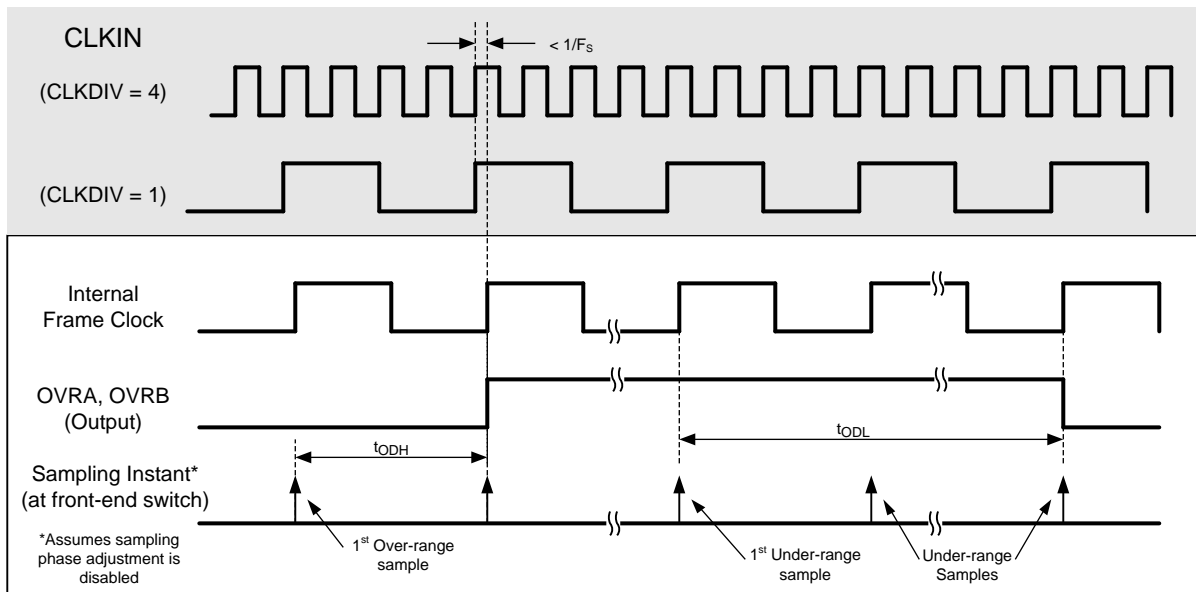 CLKIN
< 1/FS
(CLKDIV = 4)
(CLKDIV = 1)
Internal
Frame Clock
OVRA, OVRB
(Output)
tODH
tODL
Sampling Instant*
(at front-end switch)
*Assumes sampling
phase adjustment is
disabled
1st Over-range
sample
1st Under-range
sample
Under-range
Samples